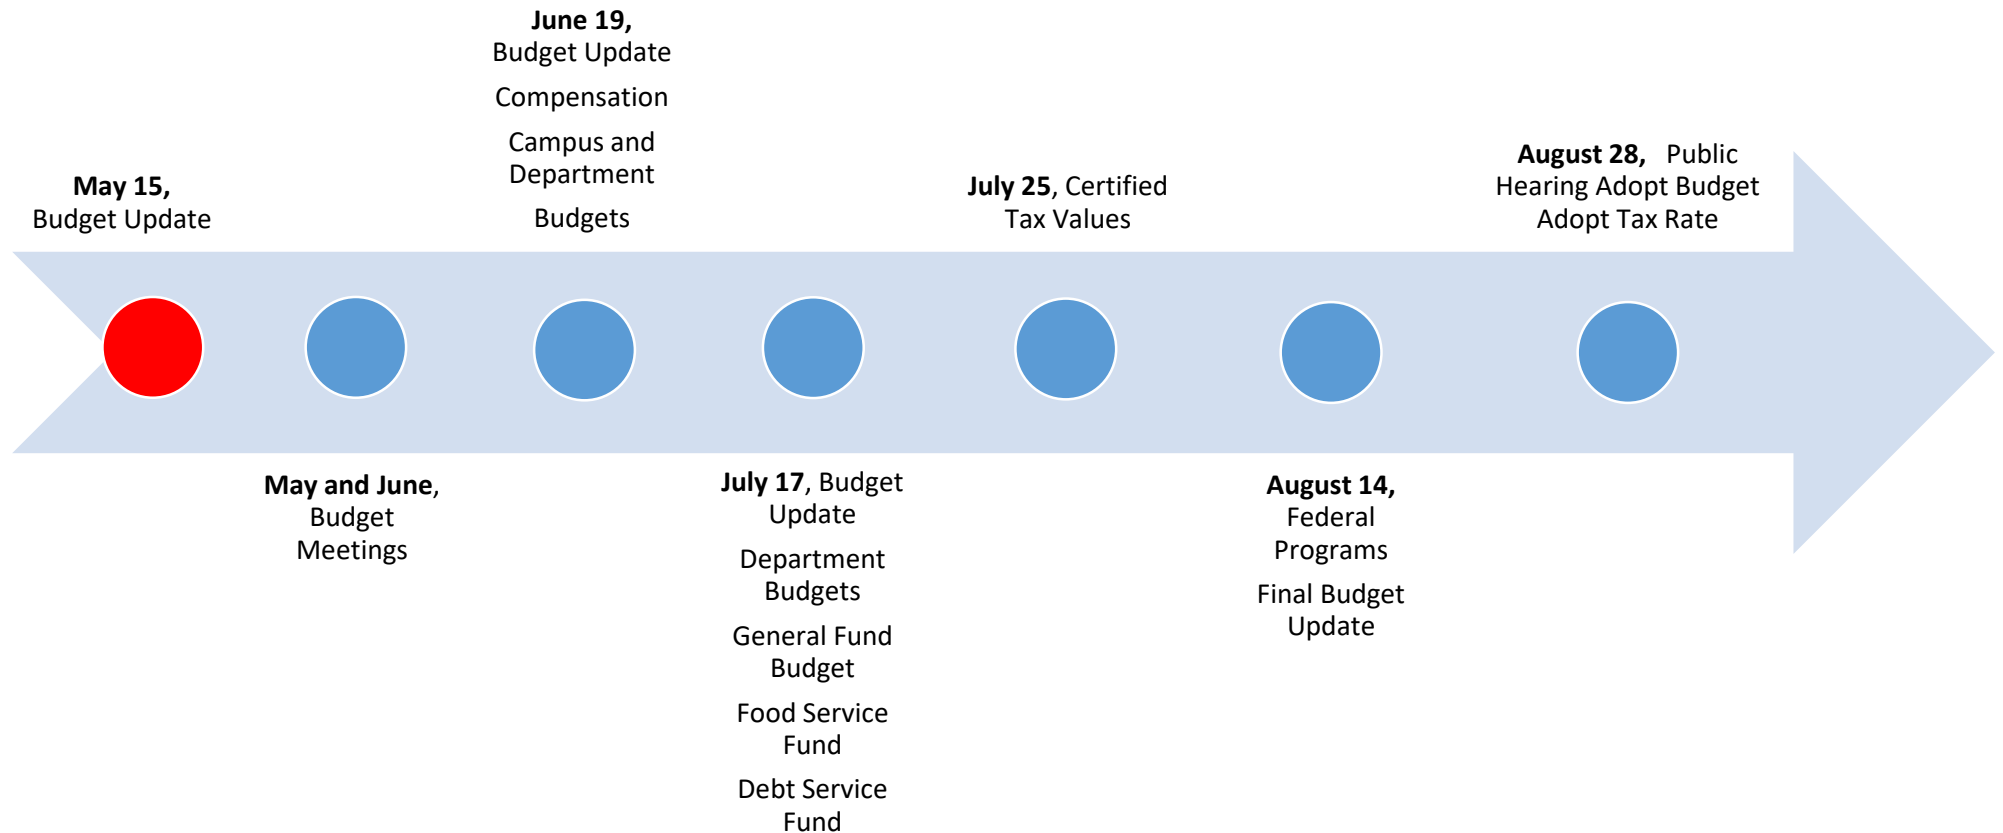 May 15,
Budget Update
May and June,
Budget
Meetings
June 19,
Budget Update
Compensation
Campus and
Department
Budgets
July 17, Budget
Update
Department
Budgets
General Fund
Budget
Food Service
Fund
Debt Service
Fund
July 25, Certified
Tax Values
August 14,
Federal
Programs
Final Budget
Update
August 28, Public
Hearing Adopt Budget
Adopt Tax Rate